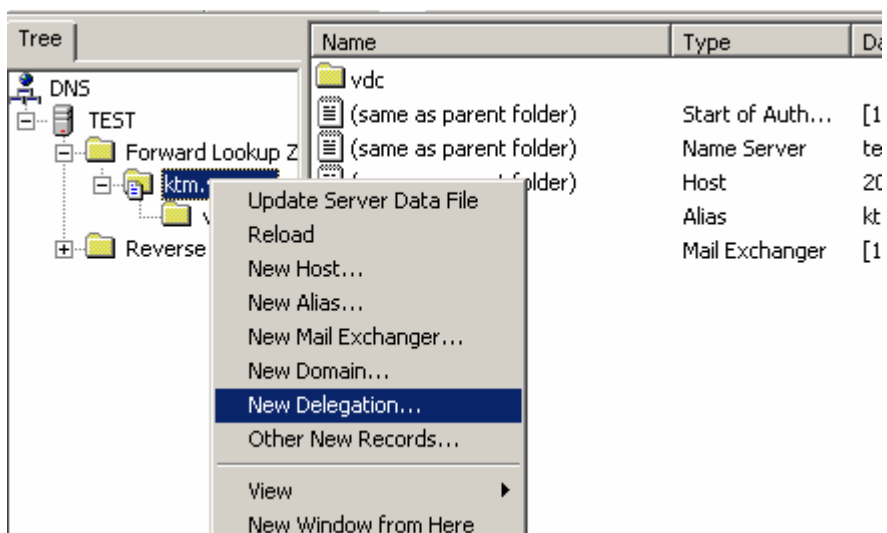 Tree
Name Type Da
DNS
vdc
TEST
(same as parent folder) Start of Auth... [1
Forward Lookup Z
(same as parent folder) Name Server te
ktm.
folder) Host 20
Alias kt
Reverse
Mail Exchanger [1
Update Server Data File
Reload
New Host...
New Alias...
New Mail Exchanger...
New Domain...
New Delegation...
Other New Records...
View
New Window from Here